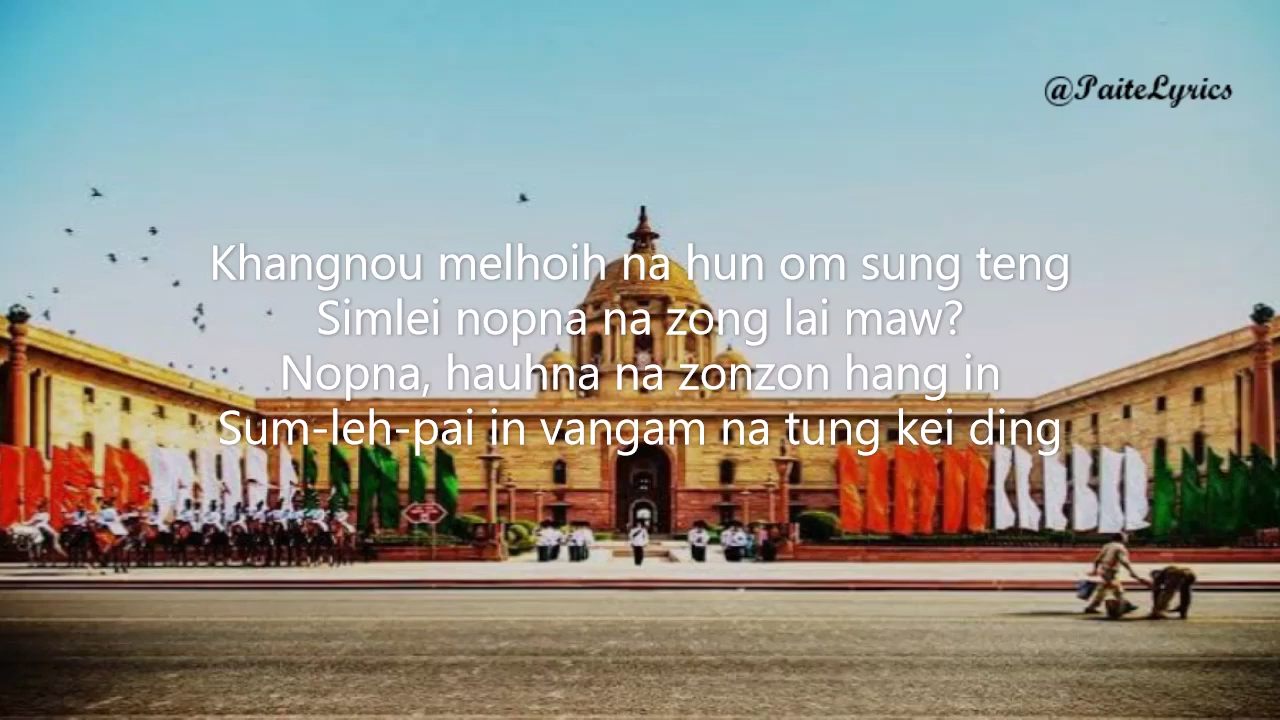 @PaiteLyrics
Khangnou melhoih na hun om sung teng
Simlei nopna na zong lai maw?
Nopna, hauhna na zonzon hang in
Sum-leh-pai in vangam na tung kei ding